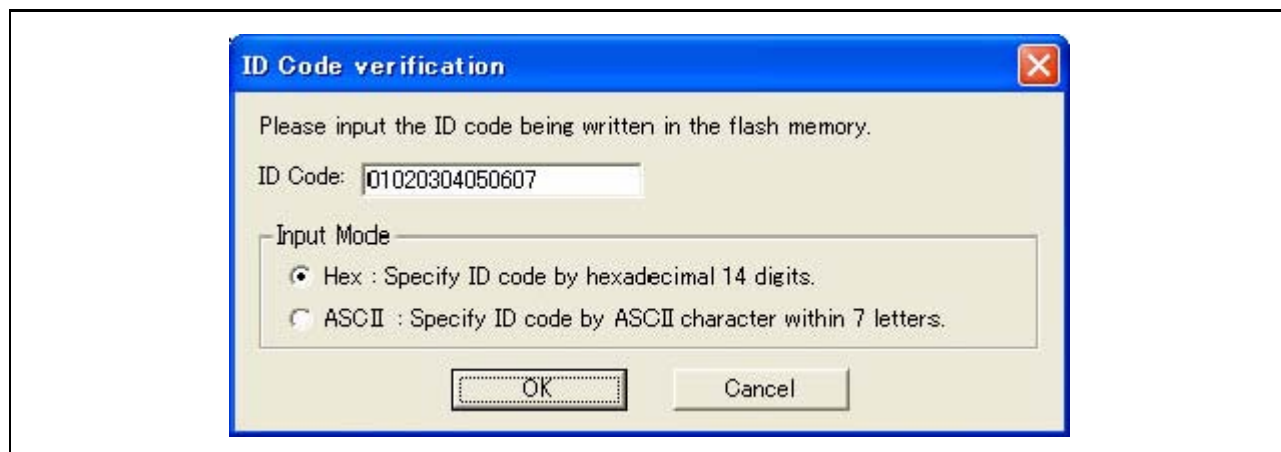 ID Code verification
Please input the ID code being written in the flash memory.
ID Code: 01020304050607
Input Mode
Hex : Specify ID code by hexadecimal 14 digits.
ASCII : Specify ID code by ASCII character within 7 letters.
OK Cancel